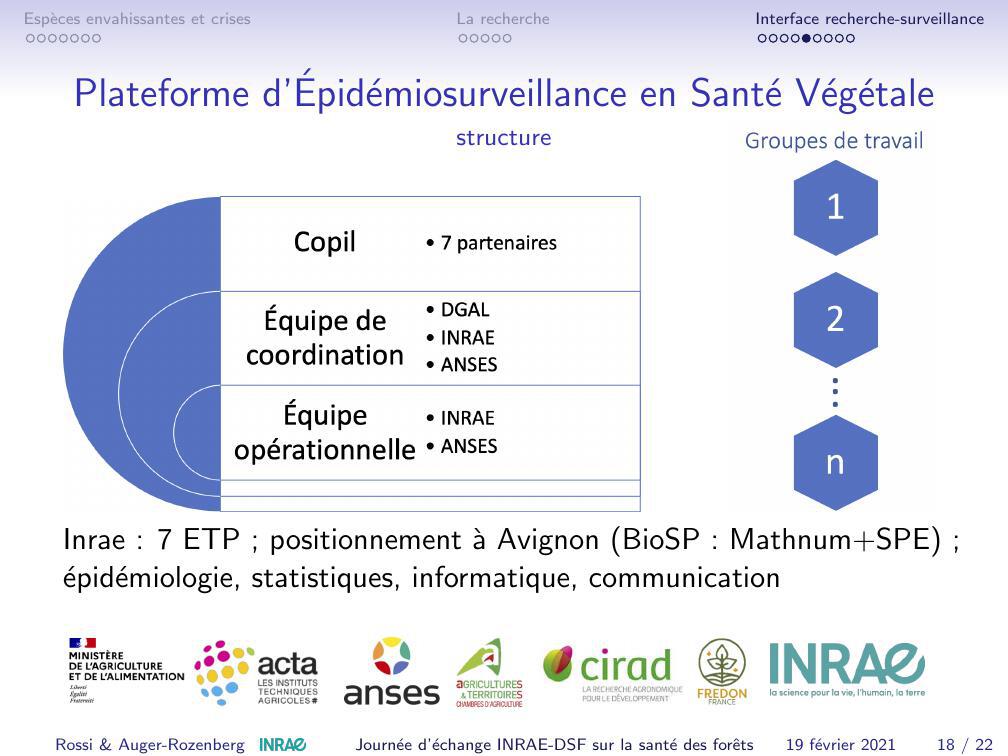 Espèces envahissantes et crises
La recherche
Interface recherche-surveillance
Plateforme d'Épidémiosurveillance en Santé Végétale
structure
Groupes de travail
Copil
• 7 partenaires
Équipe de
coordination
• DGAL
• INRAE
• ANSES
Équipe
opérationnelle
• INRAE
• ANSES
1
2
n
Inrae : 7 ETP ; positionnement à Avignon (BioSP : Mathnum+SPE) ;
épidémiologie, statistiques, informatique, communication
MINISTÈRE
DE L'AGRICULTURE
ET DE L'ALIMENTATION
Liberté
Égalité
Fraternité
acta
LES INSTITUTS
TECHNIQUES
AGRICOLES#
anses
AGRICULTURES
&TERRITOIRES
CHAMBRES D'AGRICULTURE
cirad
LA RECHERCHE AGRONOMIQUE
POUR LE DÉVELOPPEMENT
FREDON
FRANCE
INRAE
la science pour la vie, l'humain, la terre
Rossi & Auger-Rozenberg INRAE
Journée d'échange INRAE-DSF sur la santé des forêts
19 février 2021
18 / 22